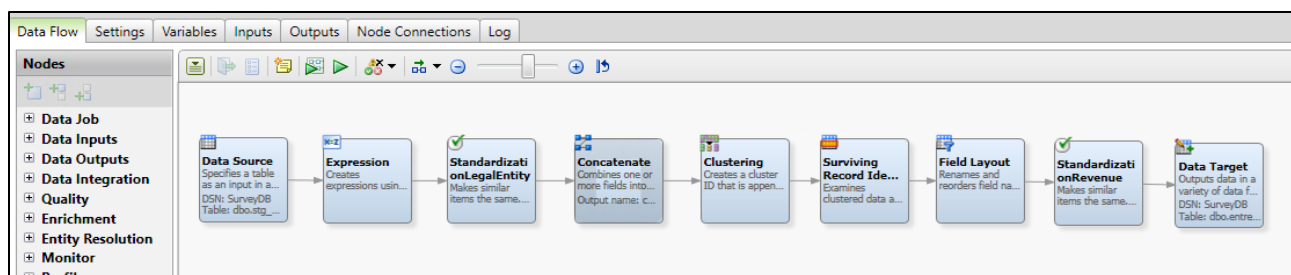 Data Flow Settings Variables Inputs Outputs Node Connections Log
Nodes
Data Job
Data Inputs
Data Outputs
Data Integration
Quality
Enrichment
Entity Resolution
Monitor
Data Source
Specifies a table
as an input in a...
DSN: SurveyDB
Table: dbo.stg_...
Expression
Creates
expressions usin...
Standardizati
onLegalEntity
Makes similar
items the same....
Concatenate
Combines one or
more fields into...
Output name: c...
Clustering
Creates a cluster
ID that is appen...
Surviving
Record Ide...
Examines
clustered data a...
Field Layout
Renames and
reorders field na...
Standardizati
onRevenue
Makes similar
items the same....
Data Target
Outputs data in a
variety of data f...
DSN: SurveyDB
Table: dbo.entre...